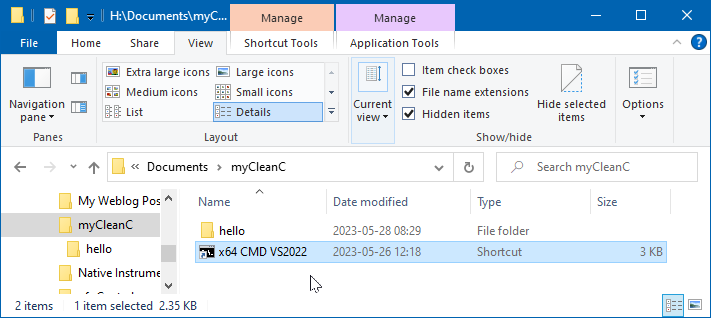 H:\Documents\myC... Manage Manage
File Home Share View Shortcut Tools Application Tools
Navigation pane
Extra large icons Large icons
Medium icons Small icons
List Details
Current view
Item check boxes
File name extensions
Hidden items
Hide selected items
Options
Panes Layout Show/hide
« Documents › myCleanC Search myCleanC
My Weblog Pos
myCleanC
hello
Native Instrume
Name Date modified Type Size
hello 2023-05-28 08:29 File folder
x64 CMD VS2022 2023-05-26 12:18 Shortcut 3 KB
2 items 1 item selected 2.35 KB